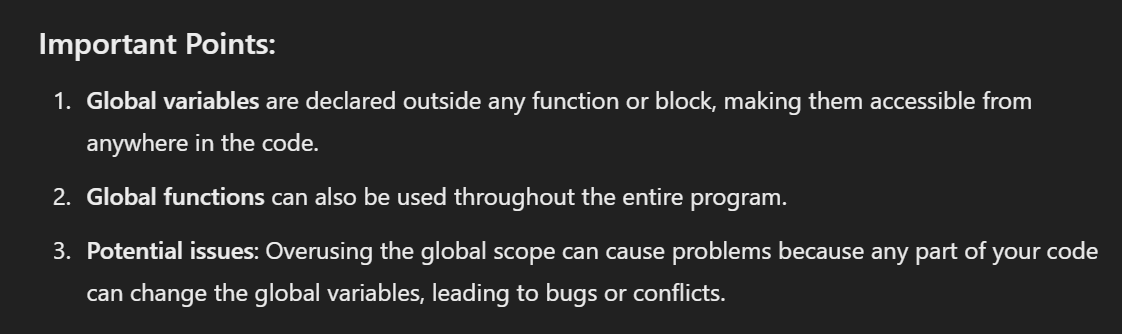 Important Points:
1. Global variables are declared outside any function or block, making them accessible from
anywhere in the code.
2. Global functions can also be used throughout the entire program.
3. Potential issues: Overusing the global scope can cause problems because any part of your code
can change the global variables, leading to bugs or conflicts.